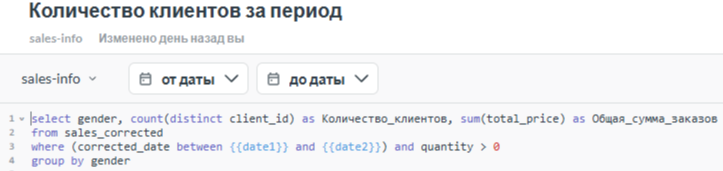 Количество клиентов за период
sales-info Изменено день назад вы
sales-info от даты до даты
1 select gender, count(distinct client_id) as Количество_клиентов, sum(total_price) as Общая_сумма_заказов
2 from sales_corrected
3 where (corrected_date between {{date1}} and {{date2}}) and quantity > 0
4 group by gender